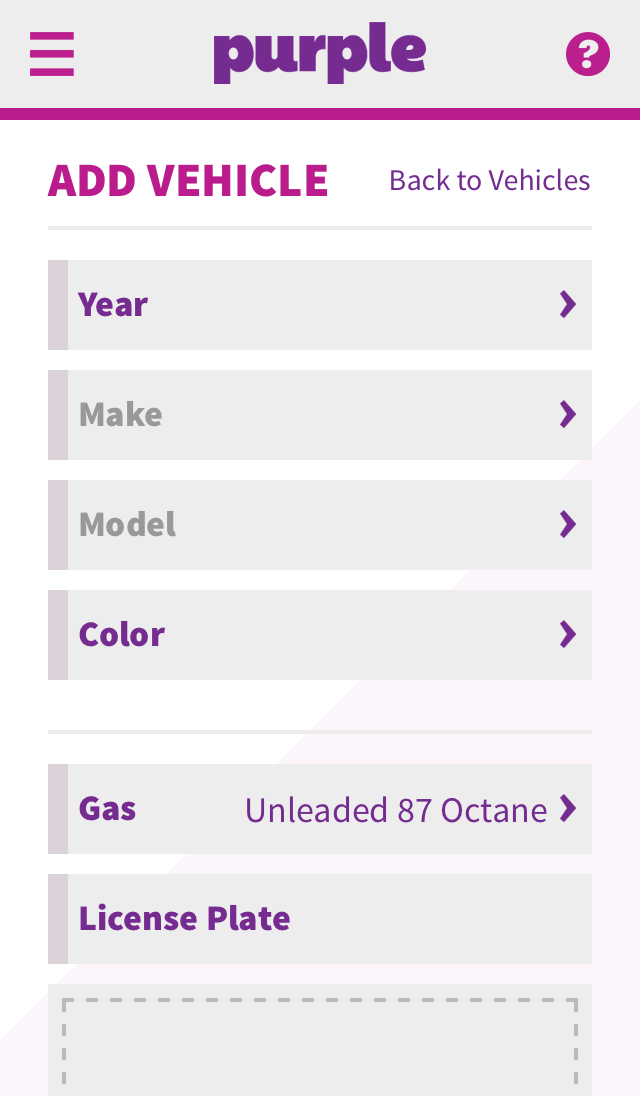 purple
?
ADD VEHICLE
Back to Vehicles
Year
Make
Model
Color
Gas
Unleaded 87 Octane
License Plate